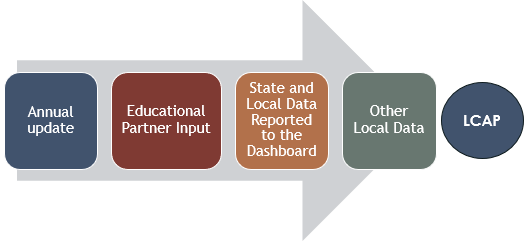 Annual
update
Educational
Partner Input
State and
Local Data
Reported
to the
Dashboard
Other
Local Data
LCAP